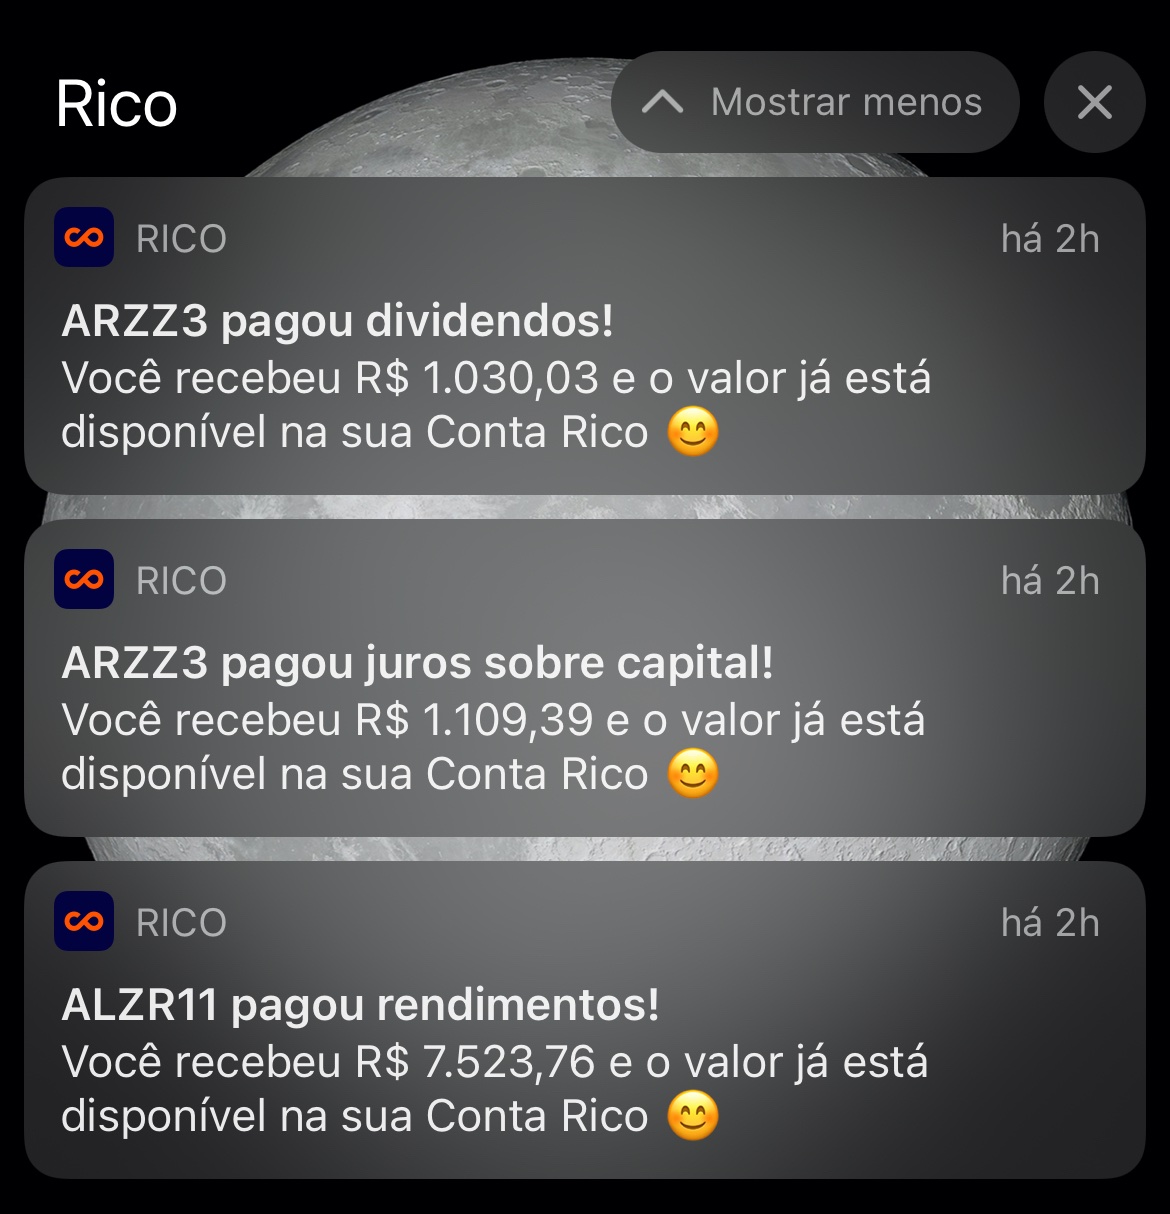 Rico
Mostrar menos
RICO
há 2h
ARZZ3 pagou dividendos!
Você recebeu R$ 1.030,03 e o valor já está
disponível na sua Conta Rico 😊
RICO
há 2h
ARZZ3 pagou juros sobre capital!
Você recebeu R$ 1.109,39 e o valor já está
disponível na sua Conta Rico 😊
RICO
há 2h
ALZR11 pagou rendimentos!
Você recebeu R$ 7.523,76 e o valor já está
disponível na sua Conta Rico 😊